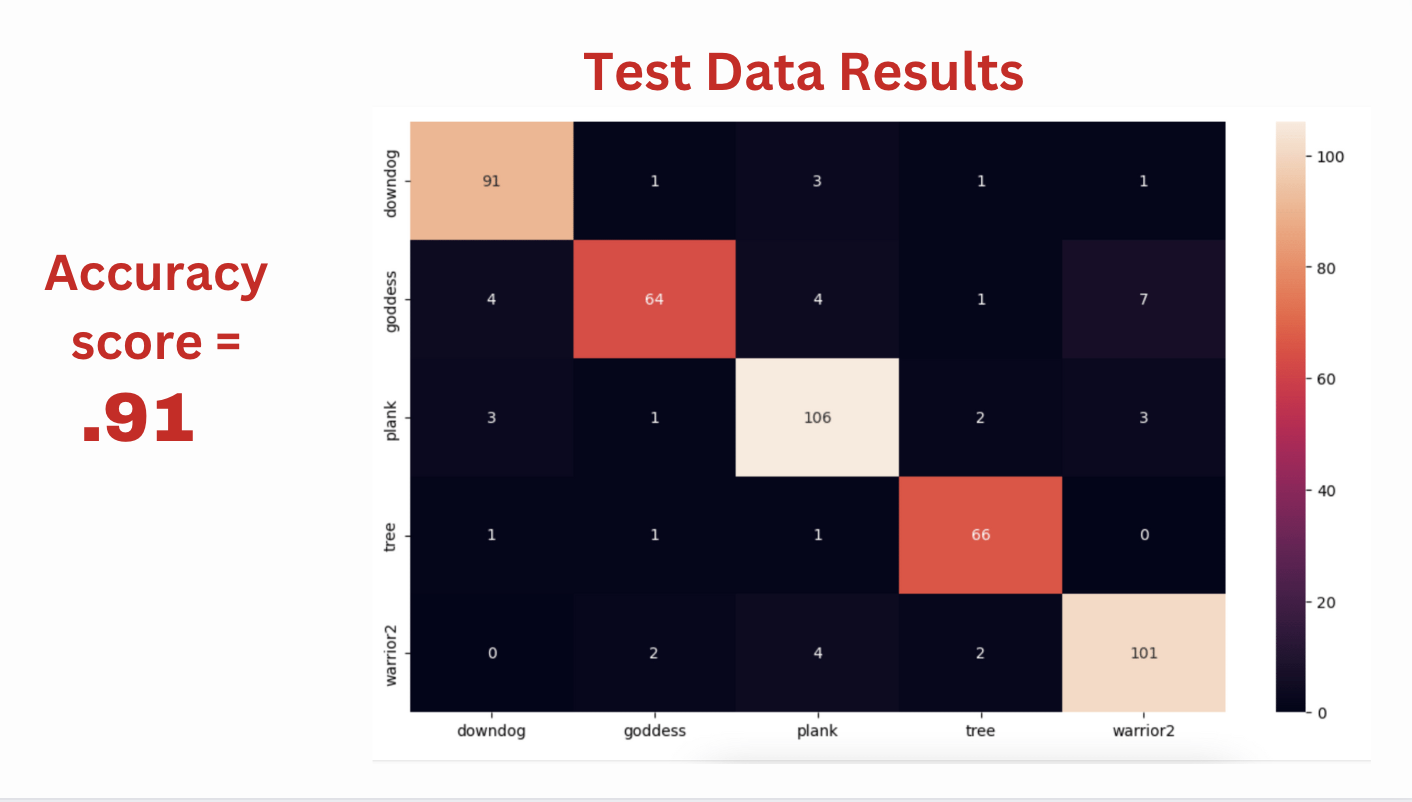 Test Data Results
Accuracy
score =
.91
downdog 91 1 3 1 1
goddess 4 64 4 1 7
plank 3 1 106 2 3
tree 1 1 1 66 0
warrior2 0 2 4 2 101
downdog goddess plank tree warrior2
100
80
60
40
20
0